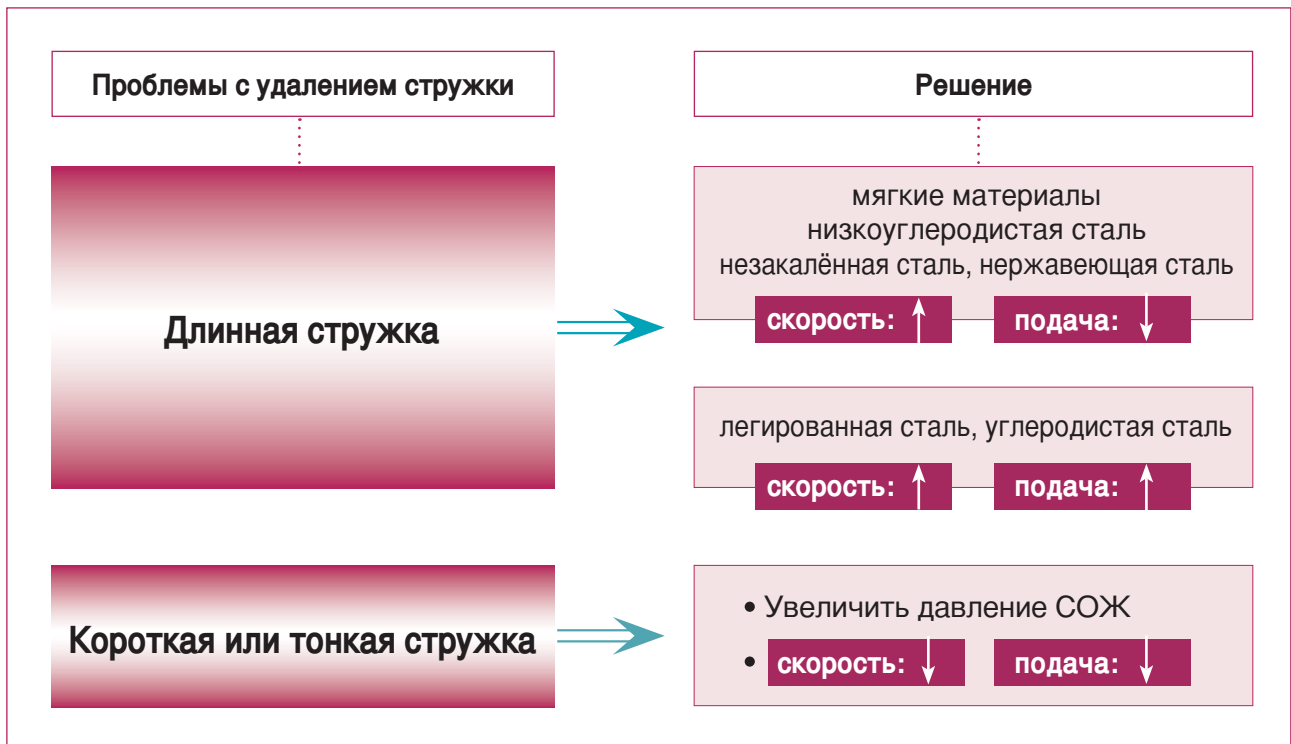 Проблемы с удалением стружки
Решение
Длинная стружка
мягкие материалы
низкоуглеродистая сталь
незакалённая сталь, нержавеющая сталь
скорость: ↑ подача: ↓
легированная сталь, углеродистая сталь
скорость: ↑ подача: ↑
Короткая или тонкая стружка
• Увеличить давление СОЖ
• скорость: ↓ подача: ↓